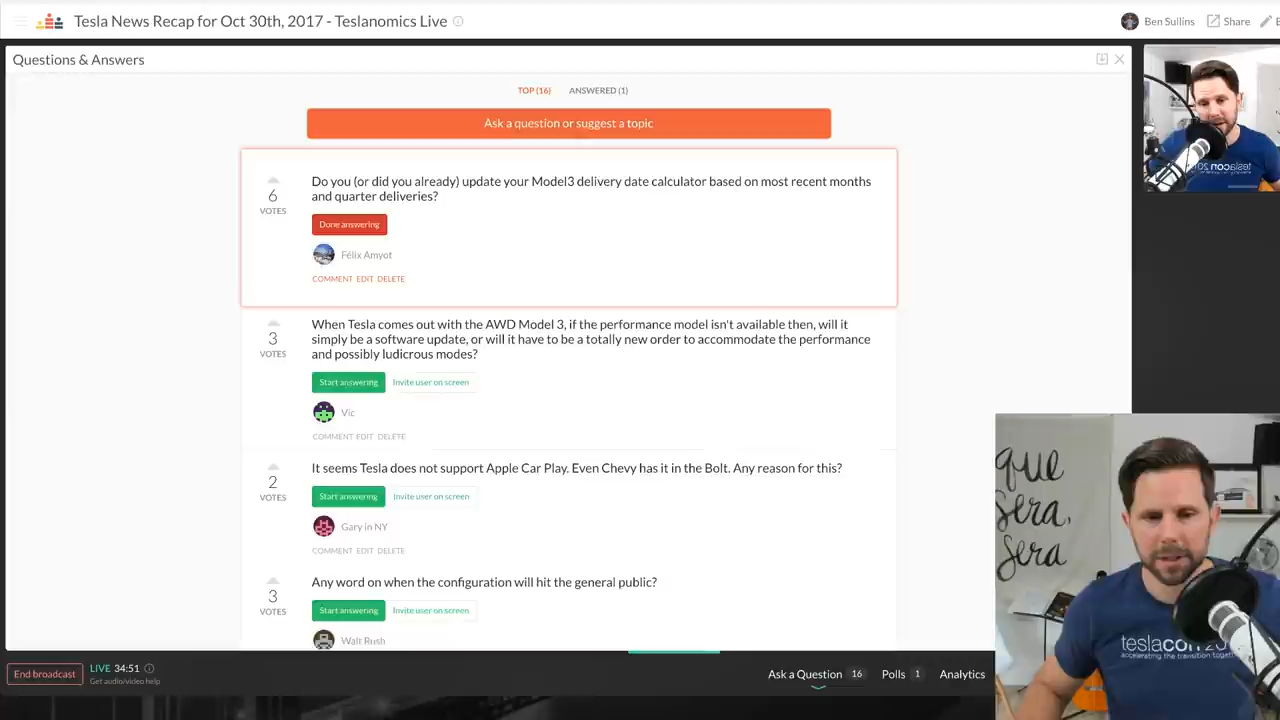 Tesla News Recap for Oct 30th, 2017 - Teslanomics Live
Ben Sullins
Share
Questions & Answers
TOP (16)
ANSWERED (1)
Ask a question or suggest a topic
6
VOTES
Do you (or did you already) update your Model3 delivery date calculator based on most recent months
and quarter deliveries?
Done answering
Félix Amyot
COMMENT EDIT DELETE
3
VOTES
When Tesla comes out with the AWD Model 3, if the performance model isn't available then, will it
simply be a software update, or will it have to be a totally new order to accommodate the performance
and possibly ludicrous modes?
Start answering
Invite user on screen
Vic
COMMENT EDIT DELETE
2
VOTES
It seems Tesla does not support Apple Car Play. Even Chevy has it in the Bolt. Any reason for this?
Start answering
Invite user on screen
Gary in NY
COMMENT EDIT DELETE
3
VOTES
Any word on when the configuration will hit the general public?
Start answering
Invite user on screen
Walt Rush
End broadcast
LIVE 34:51
Get audio/video help
Ask a Question 16
Polls 1
Analytics
que
sera,
sera
teslacon 20
accelerating the transition together